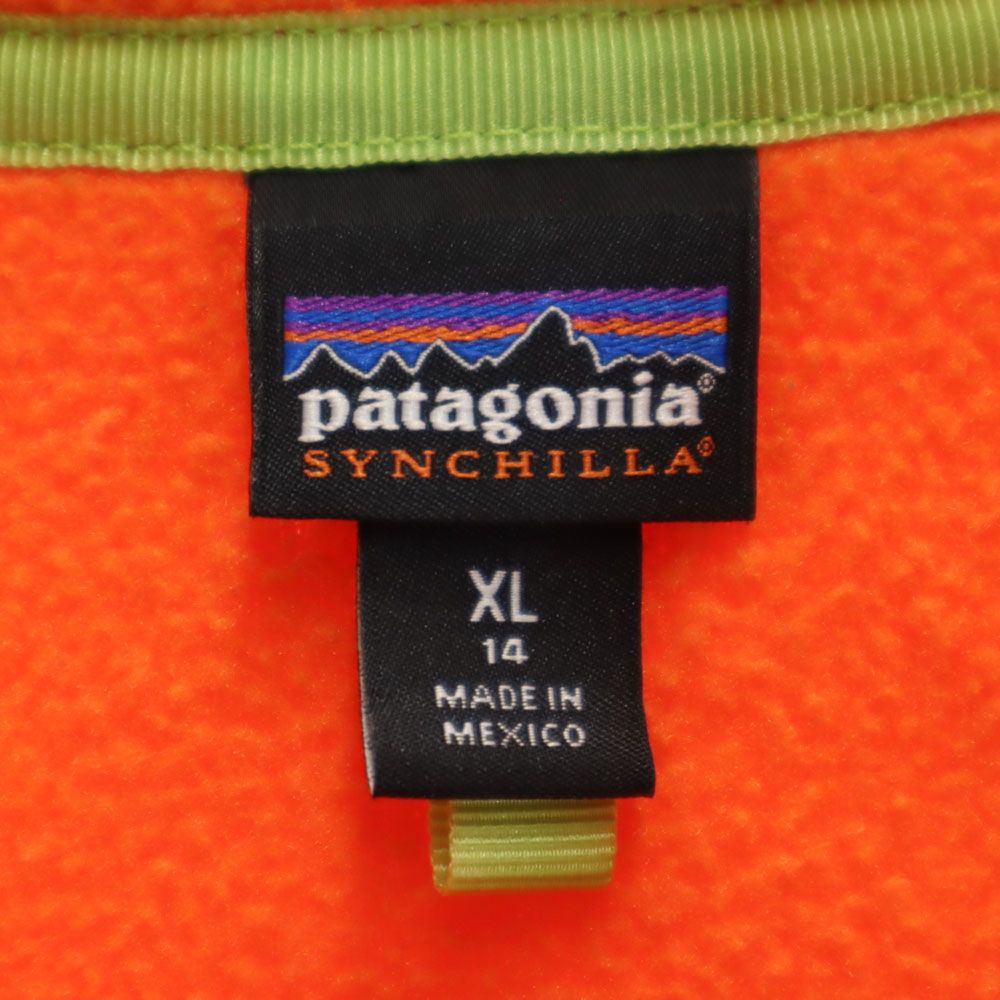 patagonia®
SYNCHILLA®
XL
14
MADE IN
MEXICO